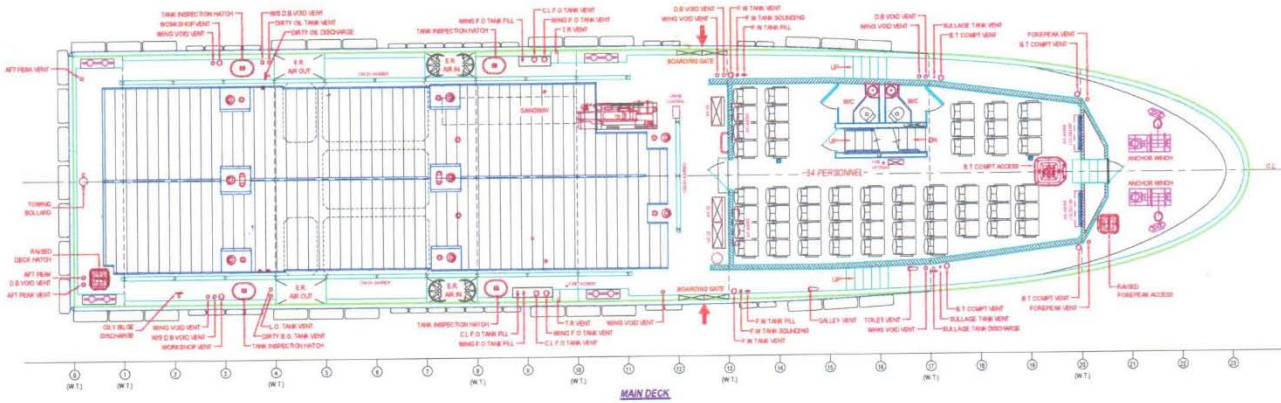 TANK INSPECTION HATCH
WORKSHOP VENT
WING VOID VENT
W/S D.B VOID VENT
DIRTY OIL TANK VENT
DIRTY OIL DISCHARGE
WING F.O TANK FILL
TANK INSPECTION HATCH
C.L F.O TANK VENT
WING F.O TANK VENT
T.R VENT
D.B VOID VENT
WING VOID VENT
F.W TANK VENT
F.W TANK SOUNDING
F.W TANK FILL
D.B VOID VENT
WING VOID VENT
SULLAGE TANK VENT
B.T COMPT VENT
FOREPEAK VENT
B.T COMPT VENT
AFT PEAK VENT
E.R
AIR OUT
E.R
AIR IN
BOARDING GATE
UP
W/C
W/C
GANGWAY
UP
DN
B.T COMPT ACCESS
ANCHOR WINCH
54 PERSONNEL
C.L
ANCHOR WINCH
TOWING
BOLLARD
RAISED
DECK HATCH
AFT PEAK
D.B VOID VENT
AFT PEAK VENT
E.R
AIR OUT
E.R
AIR IN
BOARDING GATE
UP
RAISED
FOREPEAK ACCESS
OILY BILGE
DISCHARGE
WING VOID VENT
W/S D.B VOID VENT
WORKSHOP VENT
L.O. TANK VENT
DIRTY B.O. TANK VENT
TANK INSPECTION HATCH
TANK INSPECTION HATCH
C.L F.O TANK FILL
WING F.O TANK FILL
T.R VENT
WING F.O TANK VENT
C.L F.O TANK VENT
WING VOID VENT
F.W TANK FILL
F.W TANK SOUNDING
F.W TANK VENT
GALLEY VENT
TOILET VENT
WING VOID VENT
B.T COMPT VENT
SULLAGE TANK VENT
SULLAGE TANK DISCHARGE
B.T COMPT VENT
FOREPEAK VENT
0 1 2 3 4 5 6 7 8 9 10 11 12 13 14 15 16 17 18 19 20 21 22 23
(W.T.) (W.T.) (W.T.) (W.T.) (W.T.) (W.T.) (W.T.) (W.T.)
MAIN DECK